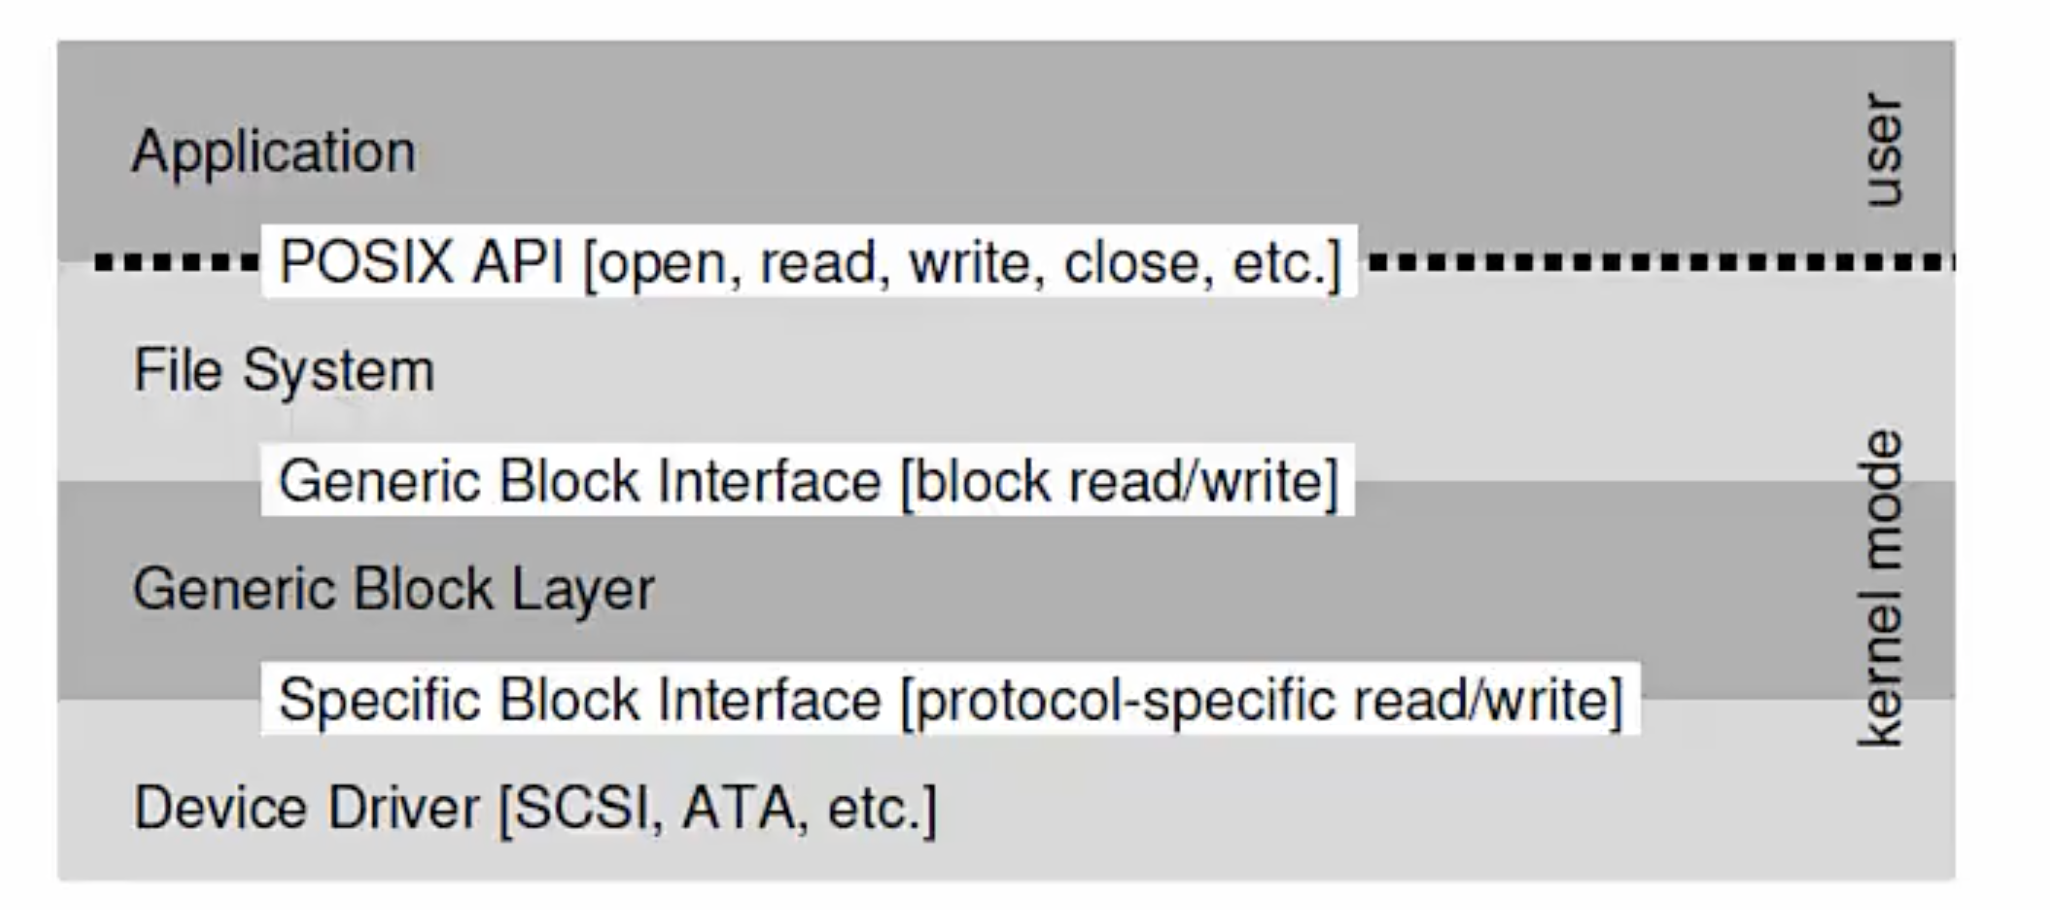 Application
user
POSIX API [open, read, write, close, etc.]
File System
Generic Block Interface [block read/write]
Generic Block Layer
kernel mode
Specific Block Interface [protocol-specific read/write]
Device Driver [SCSI, ATA, etc.]